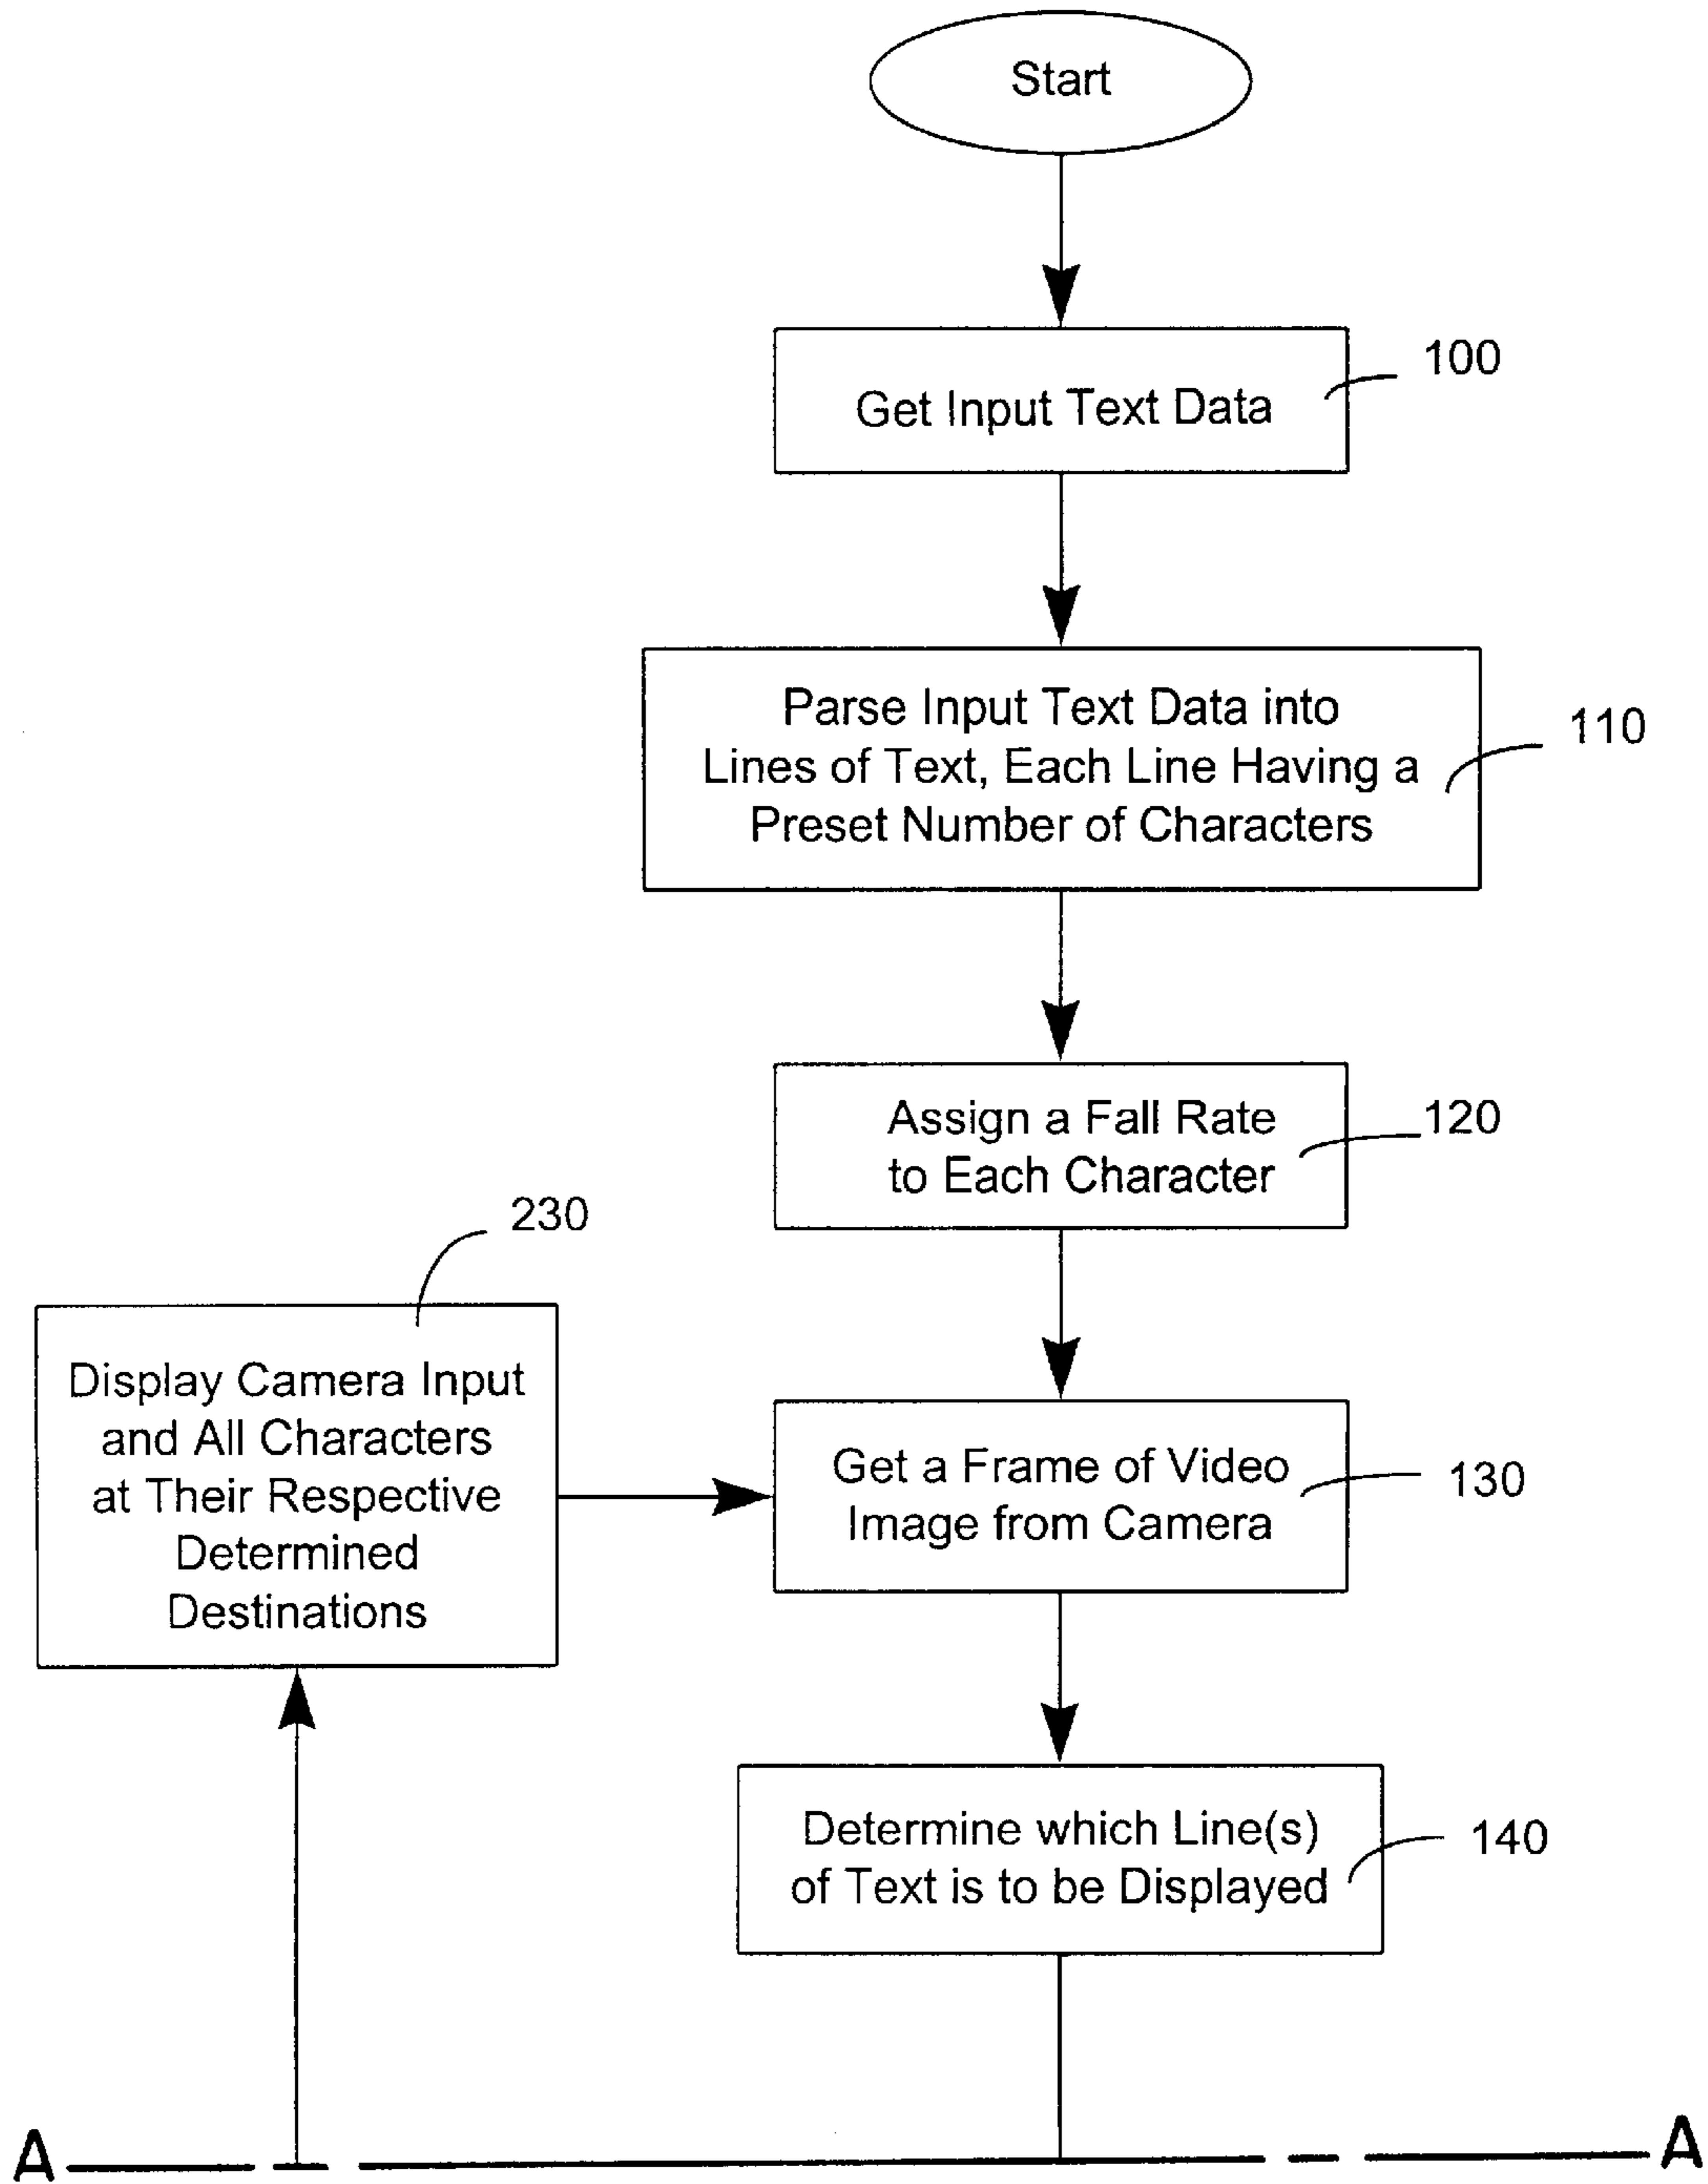 Start
100
Get Input Text Data
Parse Input Text Data into
Lines of Text, Each Line Having a
Preset Number of Characters
110
Assign a Fall Rate
to Each Character
120
230
Display Camera Input
and All Characters
at Their Respective
Determined
Destinations
Get a Frame of Video
Image from Camera
130
Determine which Line(s)
of Text is to be Displayed
140
A
A